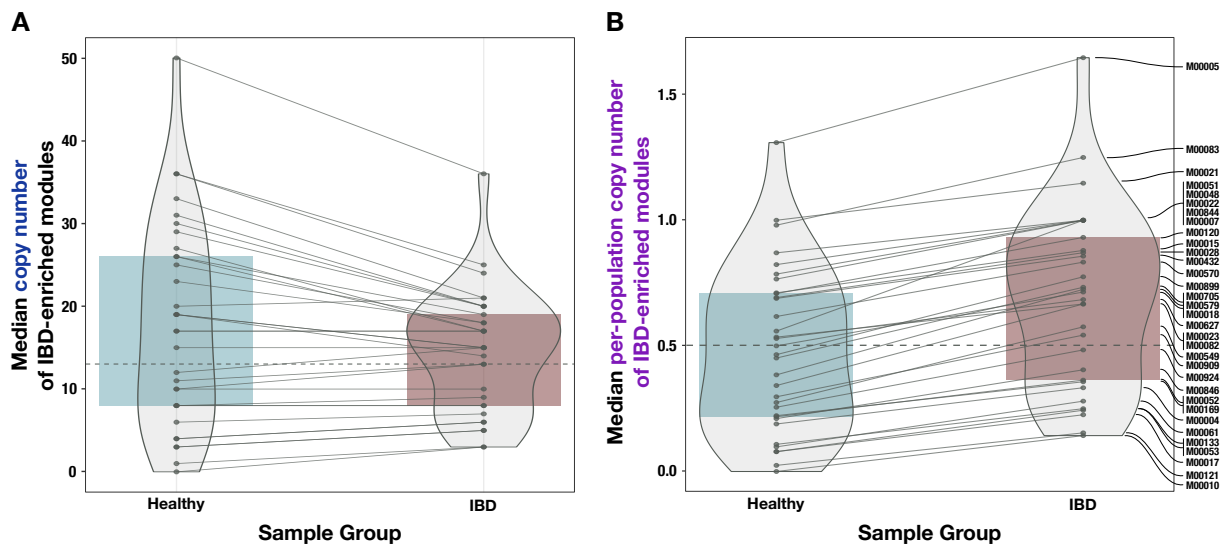 A
Median copy number
of IBD-enriched modules
50
40
30
20
10
0
Healthy
IBD
Sample Group
B
Median per-population copy number
of IBD-enriched modules
1.5
1.0
0.5
0.0
Healthy
IBD
Sample Group
M00005
M00083
M00021
M00051
M00048
M00022
M00844
M00007
M00120
M00015
M00028
M00432
M00570
M00899
M00705
M00579
M00018
M00627
M00023
M00082
M00549
M00909
M00924
M00846
M00052
M00169
M00004
M00061
M00133
M00053
M00017
M00121
M00010